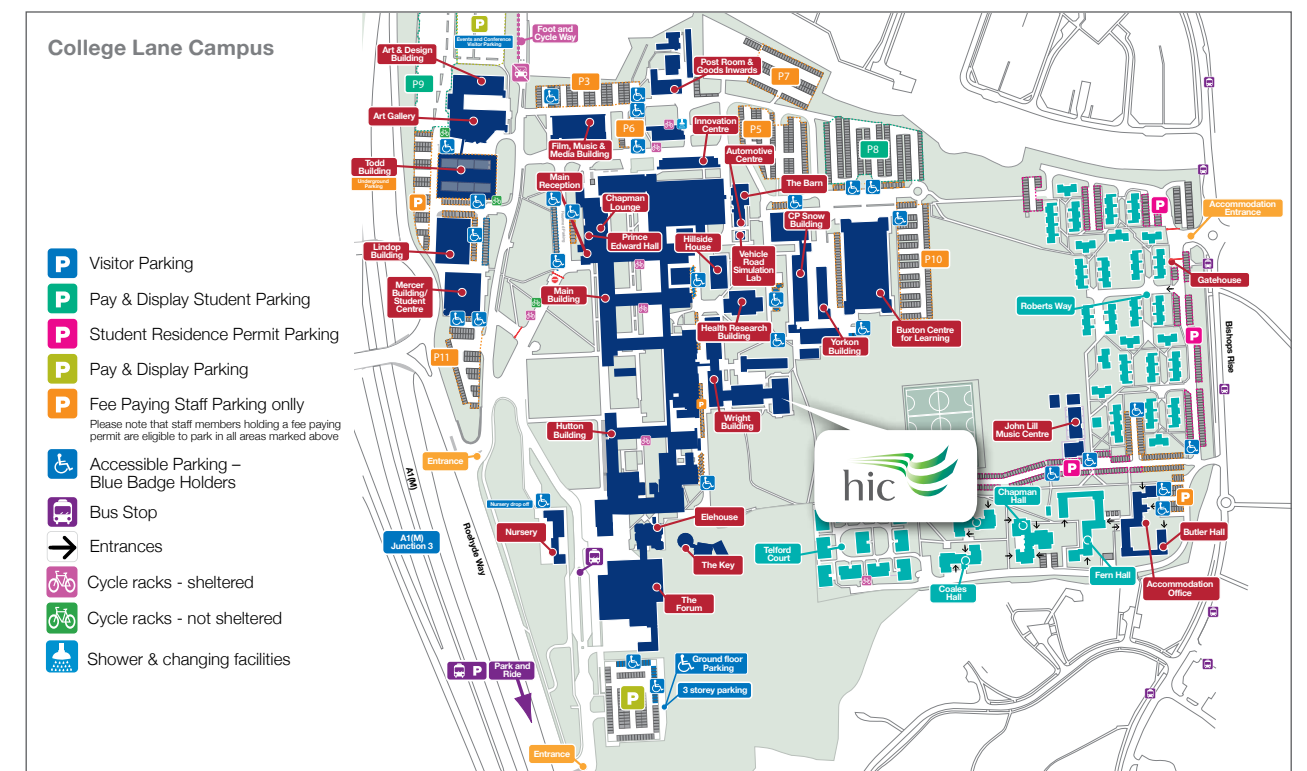 College Lane Campus
P
Visitor Parking
P
Pay & Display Student Parking
P
Student Residence Permit Parking
P
Pay & Display Parking
P
Fee Paying Staff Parking onlly
Please note that staff members holding a fee paying
permit are eligible to park in all areas marked above
Accessible Parking –
Blue Badge Holders
Bus Stop
Entrances
Cycle racks - sheltered
Cycle racks - not sheltered
Shower & changing facilities
P
Events and Conference
Visitor Parking
Foot and
Cycle Way
Art & Design
Building
P9
Art Gallery
Todd
Building
Underground
Parking
P
Lindop
Building
Mercer
Building/
Student
Centre
P11
P3
P6
Film, Music &
Media Building
Post Room &
Goods Inwards
P7
Innovation
Centre
P5
Automotive
Centre
P8
The Barn
Main
Reception
Chapman
Lounge
Prince
Edward Hall
Hillside
House
CP Snow
Building
Vehicle
Road
Simulation
Lab
P10
Main
Building
Health Research
Building
Yorkon
Building
Buxton Centre
for Learning
P
Accommodation
Entrance
Gatehouse
Roberts Way
P
Bishops Rise
P
Wright
Building
Hutton
Building
John Lill
Music Centre
P
Entrance
A1(M)
Nursery drop off
hic
Chapman
Hall
P
Butler Hall
Elehouse
Nursery
The Key
Telford
Court
A1(M)
Junction 3
Roehyde Way
Fern Hall
Coales
Hall
Accommodation
Office
The
Forum
P
Park and
Ride
Ground floor
Parking
3 storey parking
P
Entrance